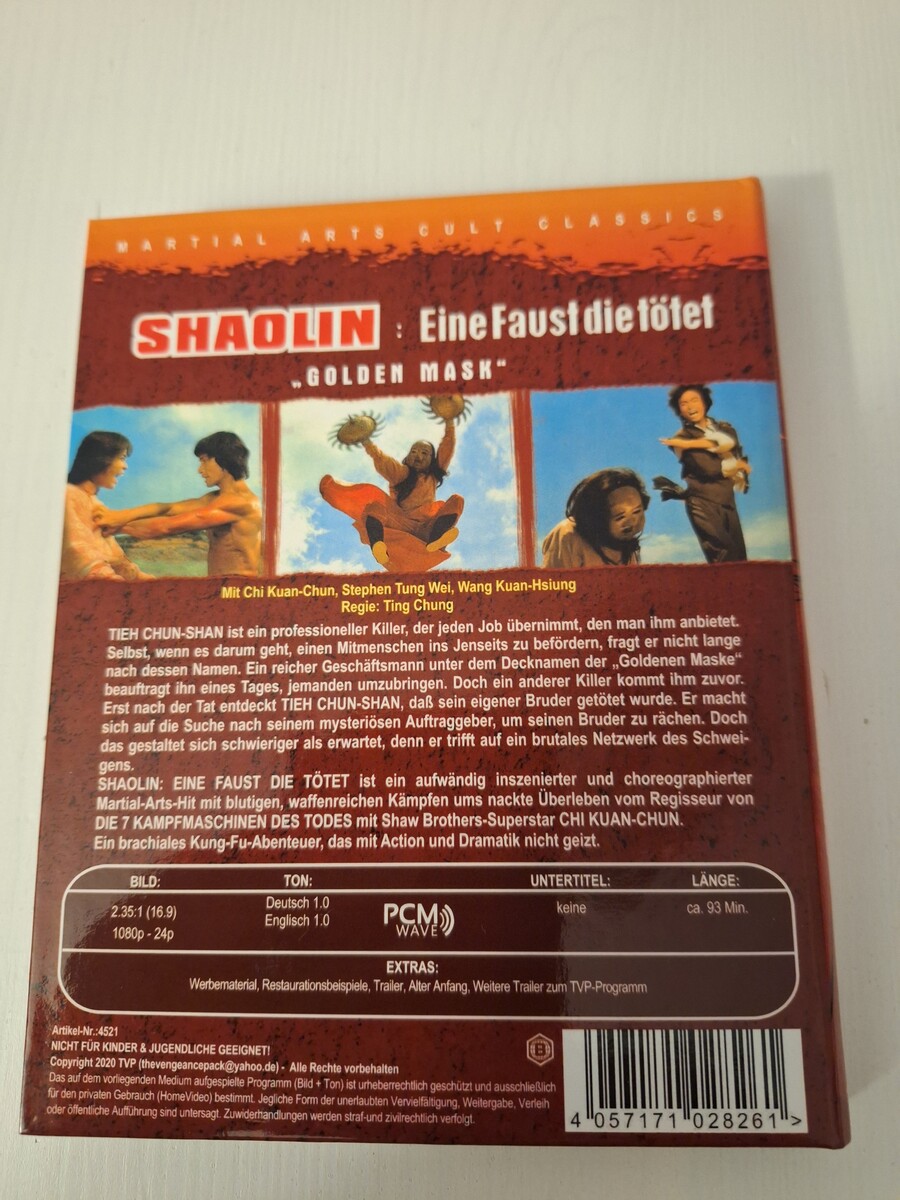 MARTIAL ARTS CULT CLASSICS
SHAOLIN : Eine Faust die tötet
„GOLDEN MASK“
Mit Chi Kuan-Chun, Stephen Tung Wei, Wang Kuan-Hsiung
Regie: Ting Chung
TIEH CHUN-SHAN ist ein professioneller Killer, der jeden Job übernimmt, den man ihm anbietet.
Selbst, wenn es darum geht, einen Mitmenschen ins Jenseits zu befördern, fragt er nicht lange
nach dessen Namen. Ein reicher Geschäftsmann unter dem Decknamen der „Goldenen Maske“
beauftragt ihn eines Tages, jemanden umzubringen. Doch ein anderer Killer kommt ihm zuvor.
Erst nach der Tat entdeckt TIEH CHUN-SHAN, daß sein eigener Bruder getötet wurde. Er macht
sich auf die Suche nach seinem mysteriösen Auftraggeber, um seinen Bruder zu rächen. Doch
das gestaltet sich schwieriger als erwartet, denn er trifft auf ein brutales Netzwerk des Schwei-
gens.
SHAOLIN: EINE FAUST DIE TÖTET ist ein aufwändig inszenierter und choreographierter
Martial-Arts-Hit mit blutigen, waffenreichen Kämpfen ums nackte Überleben vom Regisseur von
DIE 7 KAMPFMASCHINEN DES TODES mit Shaw Brothers-Superstar CHI KUAN-CHUN.
Ein brachiales Kung-Fu-Abenteuer, das mit Action und Dramatik nicht geizt.
BILD: TON: UNTERTITEL: LÄNGE:
2.35:1 (16.9) Deutsch 1.0 PCM keine ca. 93 Min.
1080p - 24p Englisch 1.0 WAVE
EXTRAS:
Werbematerial, Restaurationsbeispiele, Trailer, Alter Anfang, Weitere Trailer zum TVP-Programm
Artikel-Nr.:4521
NICHT FÜR KINDER & JUGENDLICHE GEEIGNET!
Copyright 2020 TVP (thevengeancepack@yahoo.de) - Alle Rechte vorbehalten
Das auf dem vorliegenden Medium aufgespielte Programm (Bild + Ton) ist urheberrechtlich geschützt und ausschließlich
für den privaten Gebrauch (HomeVideo) bestimmt. Jegliche Form der unerlaubten Vervielfältigung, Weitergabe, Verleih
oder öffentliche Aufführung sind untersagt. Zuwiderhandlungen werden straf-und zivilrechtlich verfolgt.
B
4 057171 028261 >